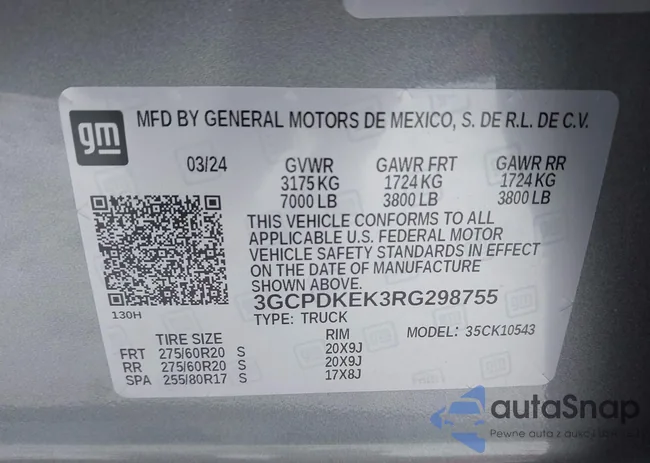 gm MFD BY GENERAL MOTORS DE MEXICO, S. DE R.L. DE C.V.
03/24 GVWR GAWR FRT GAWR RR
3175 KG 1724 KG 1724 KG
7000 LB 3800 LB 3800 LB
THIS VEHICLE CONFORMS TO ALL
APPLICABLE U.S. FEDERAL MOTOR
VEHICLE SAFETY STANDARDS IN EFFECT
ON THE DATE OF MANUFACTURE
SHOWN ABOVE.
3GCPDKEK3RG298755
130H
TYPE: TRUCK MODEL: 35CK10543
TIRE SIZE RIM
FRT 275/60R20 S 20X9J
RR 275/60R20 S 20X9J
SPA 255/80R17 S 17X8J
autaSnap
Pewne auta z aukcji